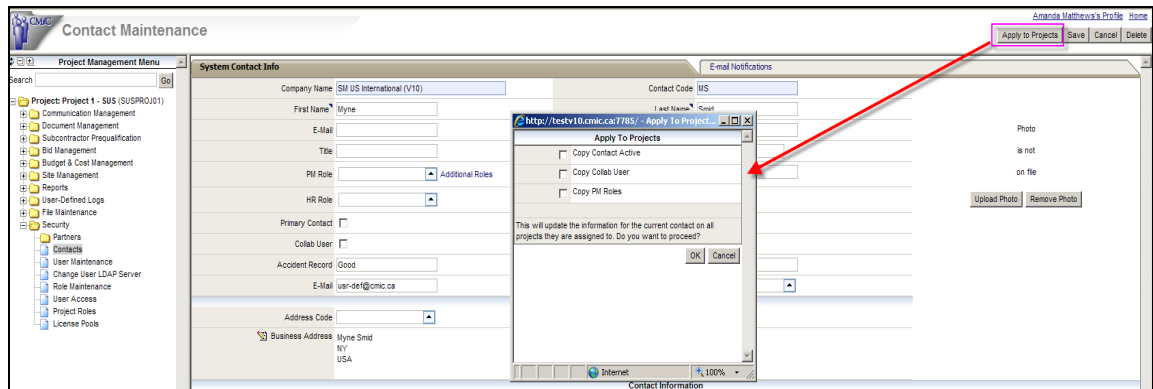 CMiC
Contact Maintenance
Amanda Matthews's Profile Home
Apply to Projects Save Cancel Delete
Project Management Menu
Search Go
Project: Project 1 - SUS (SUSPROJ01)
Communication Management
Document Management
Subcontractor Prequalification
Bid Management
Budget & Cost Management
Site Management
Reports
User-Defined Logs
File Maintenance
Security
Partners
Contacts
User Maintenance
Change User LDAP Server
Role Maintenance
User Access
Project Roles
License Pools
System Contact Info
E-mail Notifications
Company Name SM US International (V10)
Contact Code MS
First Name Myne
Last Name Smid
E-Mail
Title
PM Role Additional Roles
HR Role
Primary Contact
Collab User
Accident Record Good
E-Mail usr-def@cmic.ca
Address Code
Business Address Myne Smid
NY
USA
Contact Information
Photo
is not
on file
Upload Photo Remove Photo
http://testv10.cmic.ca:7785/ - Apply To Project...
Apply To Projects
Copy Contact Active
Copy Collab User
Copy PM Roles
This will update the information for the current contact on all
projects they are assigned to. Do you want to proceed?
OK Cancel
Internet 100%